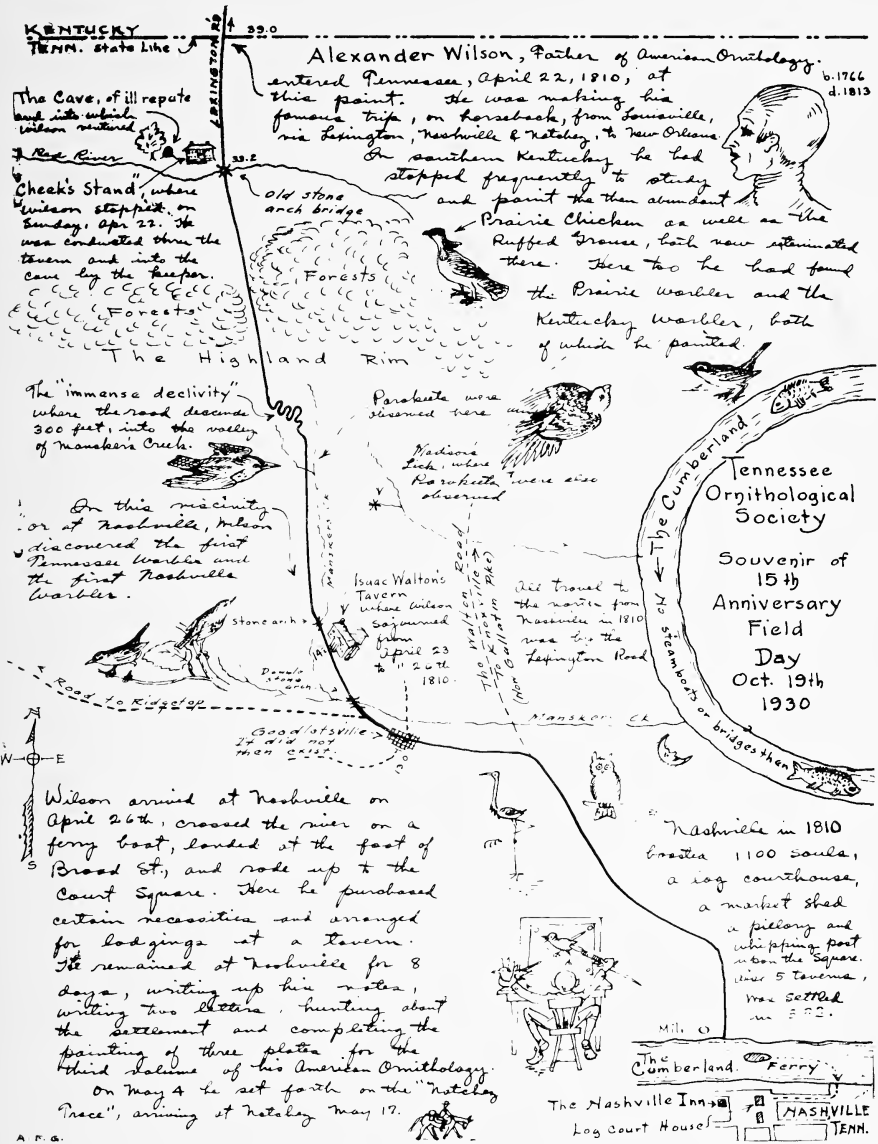 KENTUCKY
TENN. State Line
LEXINGTON R'D
39.0
Alexander Wilson, Father of American Ornithology.
b. 1766
d. 1813
entered Tennessee, April 22, 1810, at
this point. He was making his
famous trip, on horseback, from Louisville,
via Lexington, Nashville & Natchez, to New Orleans.
In southern Kentucky he had
stopped frequently to study
and paint the then abundant
Prairie Chicken as well as the
Ruffed Grouse, both now exterminated
there. Here too he had found
the Prairie Warbler and the
Kentucky Warbler, both
of which he painted.
The Cave, of ill repute
and into which
Wilson ventured
Red River
33.2
"Cheek's Stand", where
Wilson stopped on
Sunday, Apr 22. He
was conducted thru the
tavern and into the
cave by the keeper.
old stone
arch bridge
Forests
Forests
The Highland Rim
The "immense declivity"
where the road descends
300 feet, into the valley
of Mansker's Creek.
Parokeets were
observed here
Madison's
Lick, where
Parokeets were also
observed
In this viscinity
or at Nashville, Wilson
discovered the first
Tennessee Warbler and
the first Nashville
Warbler.
Mansker's Ck
Isaac Walton's
Tavern
where Wilson
sojourned
from
April 23
to " 26th
1810.
Stone arch
Double
stone
arch
The Walton Road
To Knoxville
(Now Gallatin Pike)
All travel to
the north from
Nashville in 1810
was by the
Lexington Road
Road to Ridgetop
Goodletsville
It did not
then exist.
Mansker Ck
The Cumberland
No steamboats or bridges then
Tennessee
Ornithological
Society
Souvenir of
15th
Anniversary
Field
Day
Oct. 19th
1930
N
W E
S
Wilson arrived at Nashville on
April 26th, crossed the river on a
ferry boat, landed at the foot of
Broad St., and rode up to the
Court Square. Here he purchased
certain necessities and arranged
for lodgings at a tavern.
He remained at Nashville for 8
days, writing up his notes,
writing two letters, hunting about
the settlement and completing the
painting of three plates for the
third volume of his American Ornithology.
On May 4 he set forth on the "Natchez
Trace", arriving at Natchez May 17.
A. F. G.
Nashville in 1810
boasted 1100 souls,
a log courthouse,
a market shed
a pillory and
whipping post
upon the Square.
also 5 taverns,
was settled
in
Mile 0
The
Cumberland
Ferry
The Nashville Inn
Log Court House
NASHVILLE
TENN.